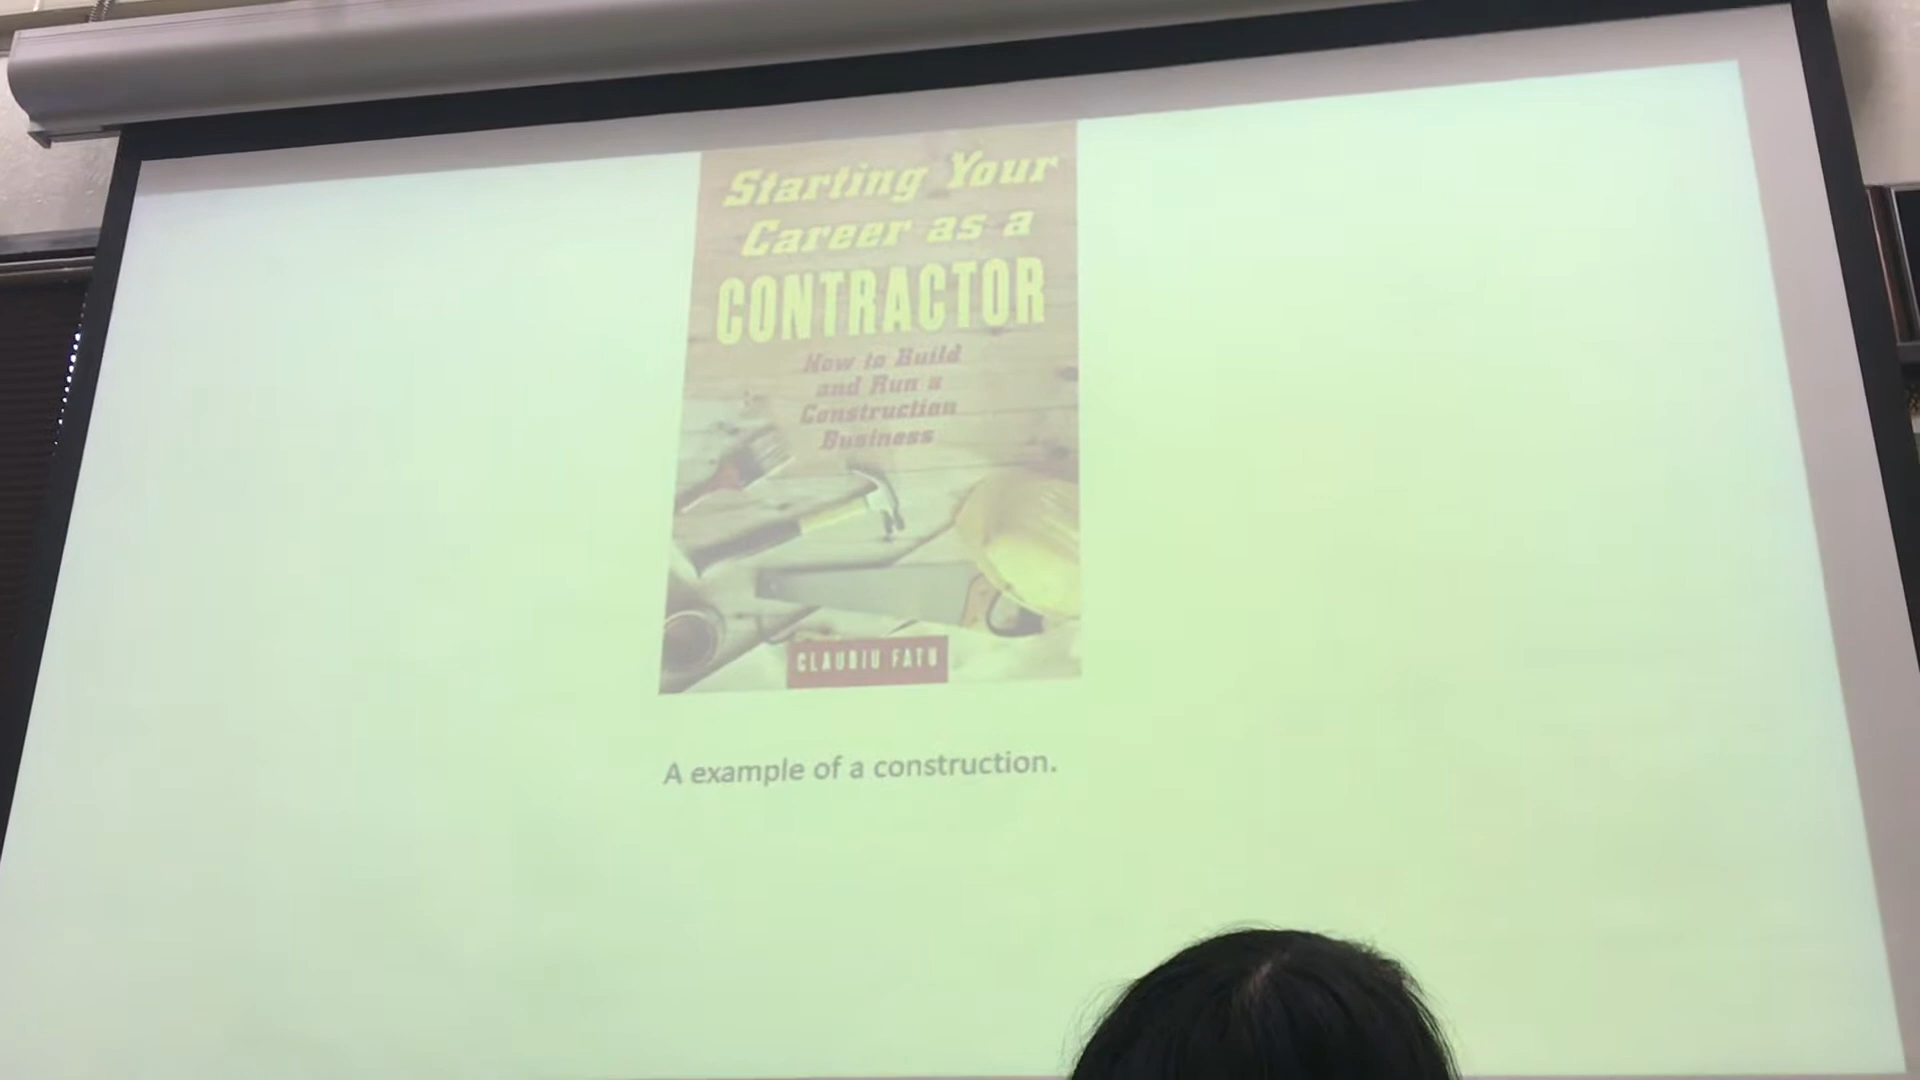 Starting Your
Career as a
CONTRACTOR
How to Build
and Run a
Construction
Business
CLAUDIU FATU
A example of a construction.